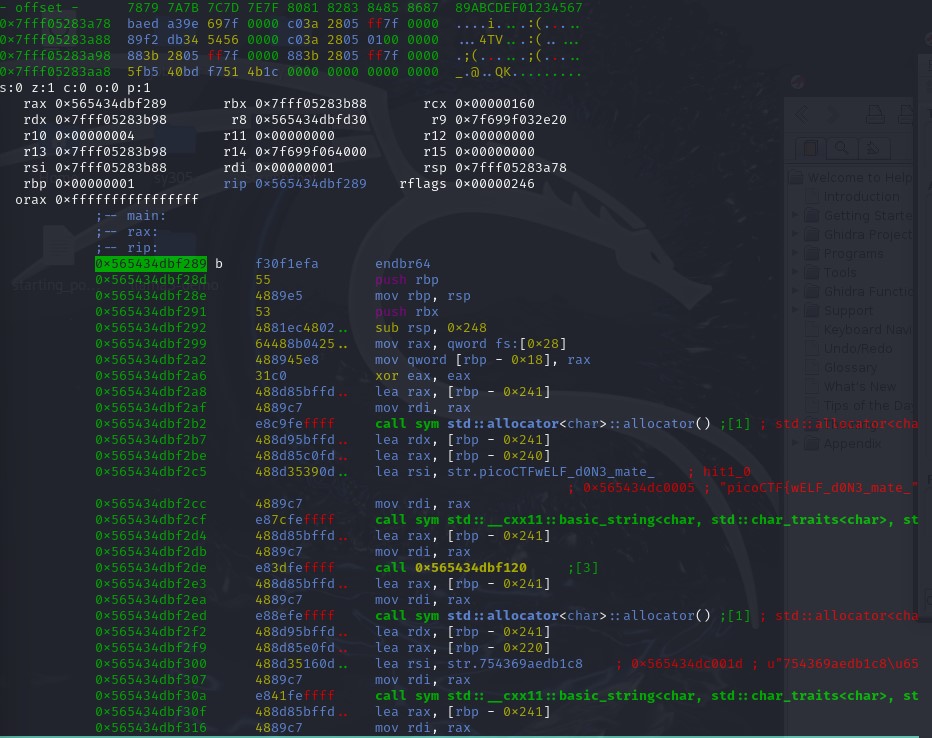 - offset -   7879 7A7B 7C7D 7E7F 8081 8283 8485 8687  89ABCDEF01234567
0x7fff05283a78  baed a39e 697f 0000 c03a 2805 ff7f 0000  ....i....:(.....
0x7fff05283a88  89f2 db34 5456 0000 c03a 2805 0100 0000  ...4TV...:(.....
0x7fff05283a98  883b 2805 ff7f 0000 883b 2805 ff7f 0000  .;(......;(.....
0x7fff05283aa8  5fb5 40bd f751 4b1c 0000 0000 0000 0000  _.@..QK.........
s:0 z:1 c:0 o:0 p:1
rax 0x565434dbf289 rbx 0x7fff05283b88 rcx 0x00000160
rdx 0x7fff05283b98 r8 0x565434dbfd30 r9 0x7f699f032e20
r10 0x00000004 r11 0x00000000 r12 0x00000000
r13 0x7fff05283b98 r14 0x7f699f064000 r15 0x00000000
rsi 0x7fff05283b88 rdi 0x00000001 rsp 0x7fff05283a78
rbp 0x00000001 rip 0x565434dbf289 rflags 0x00000246
orax 0xffffffffffffffff
;-- main:
;-- rax:
;-- rip:
0x565434dbf289 b f30f1efa endbr64
0x565434dbf28d 55 push rbp
0x565434dbf28e 4889e5 mov rbp, rsp
0x565434dbf291 53 push rbx
0x565434dbf292 4881ec4802.. sub rsp, 0x248
0x565434dbf299 64488b0425.. mov rax, qword fs:[0x28]
0x565434dbf2a2 488945e8 mov qword [rbp - 0x18], rax
0x565434dbf2a6 31c0 xor eax, eax
0x565434dbf2a8 488d85bffd.. lea rax, [rbp - 0x241]
0x565434dbf2af 4889c7 mov rdi, rax
0x565434dbf2b2 e8c9feffff call sym std::allocator<char>::allocator() ;[1] ; std::allocator<cha
0x565434dbf2b7 488d95bffd.. lea rdx, [rbp - 0x241]
0x565434dbf2be 488d85c0fd.. lea rax, [rbp - 0x240]
0x565434dbf2c5 488d35390d.. lea rsi, str.picoCTFwELF_d0N3_mate_ ; hit1_0
; 0x565434dc0005 ; "picoCTF{wELF_d0N3_mate_"
0x565434dbf2cc 4889c7 mov rdi, rax
0x565434dbf2cf e87cfeffff call sym std::__cxx11::basic_string<char, std::char_traits<char>, st
0x565434dbf2d4 488d85bffd.. lea rax, [rbp - 0x241]
0x565434dbf2db 4889c7 mov rdi, rax
0x565434dbf2de e83dfeffff call 0x565434dbf120 ;[3]
0x565434dbf2e3 488d85bffd.. lea rax, [rbp - 0x241]
0x565434dbf2ea 4889c7 mov rdi, rax
0x565434dbf2ed e88efeffff call sym std::allocator<char>::allocator() ;[1] ; std::allocator<cha
0x565434dbf2f2 488d95bffd.. lea rdx, [rbp - 0x241]
0x565434dbf2f9 488d85e0fd.. lea rax, [rbp - 0x220]
0x565434dbf300 488d35160d.. lea rsi, str.754369aedb1c8 ; 0x565434dc001d ; u"754369aedb1c8\u65
0x565434dbf307 4889c7 mov rdi, rax
0x565434dbf30a e841feffff call sym std::__cxx11::basic_string<char, std::char_traits<char>, st
0x565434dbf30f 488d85bffd.. lea rax, [rbp - 0x241]
0x565434dbf316 4889c7 mov rdi, rax
Welcome to Help
Introduction
Getting Starte
Ghidra Project
Programs
Tools
Ghidra Functio
Support
Keyboard Navi
Undo/Redo
Glossary
What's New
Tips of the Da
Appendix
starting_po..